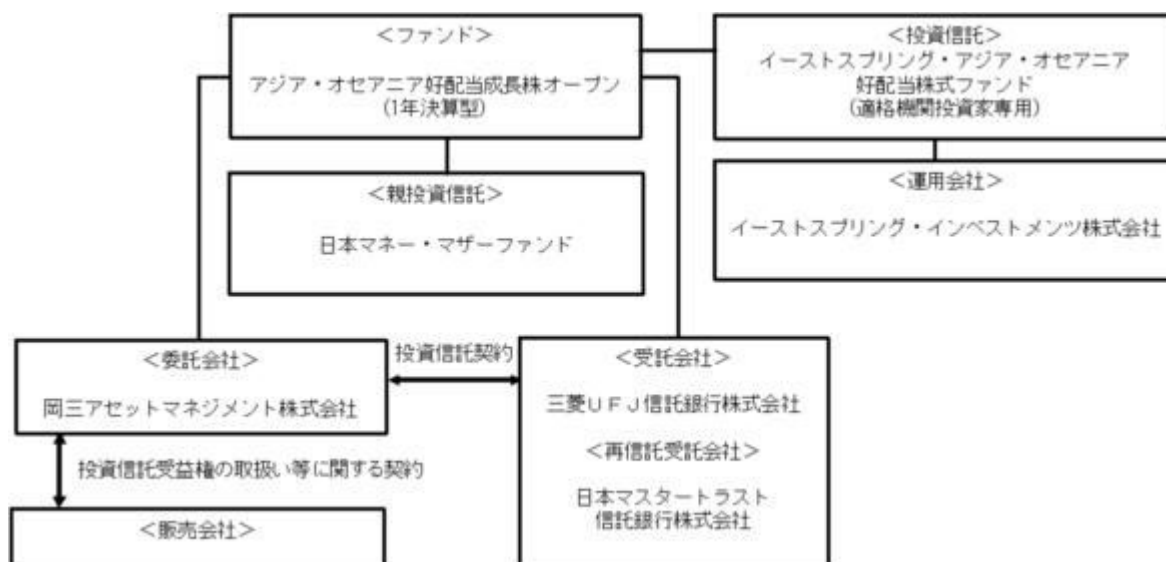 <ファンド>
アジア・オセアニア好配当成長株オープン
(1年決算型)
<投資信託>
イーストスプリング・アジア・オセアニア
好配当株式ファンド
(適格機関投資家専用)
<親投資信託>
日本マネー・マザーファンド
<運用会社>
イーストスプリング・インベストメンツ株式会社
<委託会社>
岡三アセットマネジメント株式会社
投資信託契約
<受託会社>
三菱UFJ信託銀行株式会社
<再信託受託会社>
日本マスタートラスト
信託銀行株式会社
投資信託受益権の取扱い等に関する契約
<販売会社>